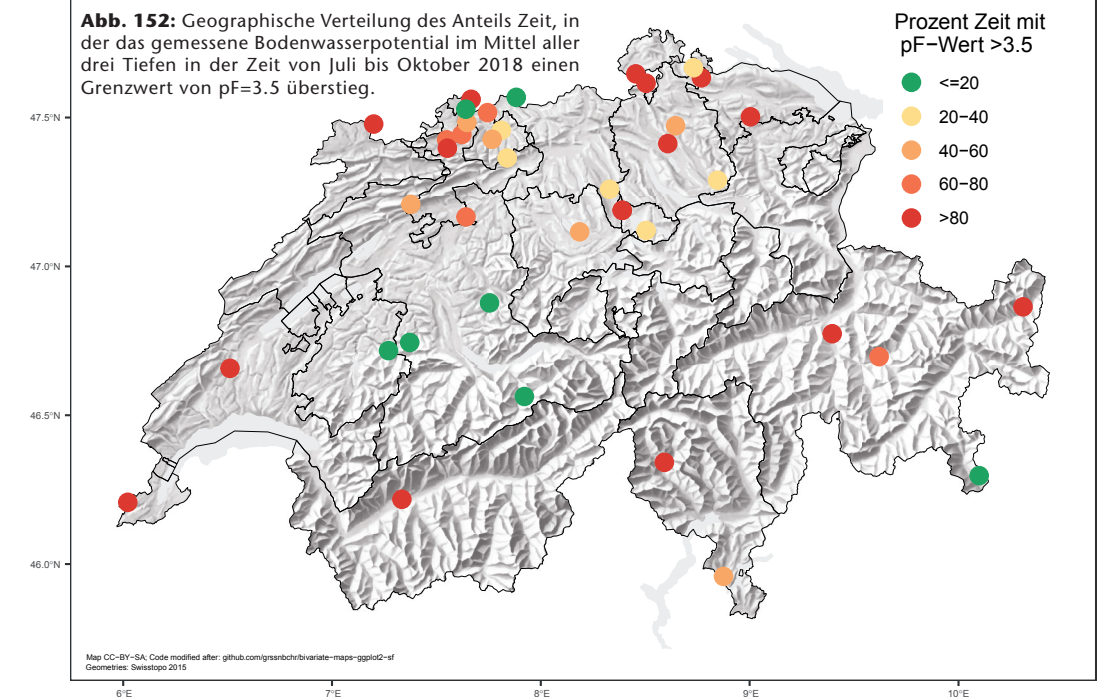 Abb. 152: Geographische Verteilung des Anteils Zeit, in
der das gemessene Bodenwasserpotential im Mittel aller
drei Tiefen in der Zeit von Juli bis Oktober 2018 einen
Grenzwert von pF=3.5 überstieg.
Prozent Zeit mit
pF−Wert >3.5
<=20
20−40
40−60
60−80
>80
47.5°N
47.0°N
46.5°N
46.0°N
Map CC−BY−SA; Code modified after: github.com/grssnbchr/bivariate−maps−ggplot2−sf
Geometries: Swisstopo 2015
6°E
7°E
8°E
9°E
10°E